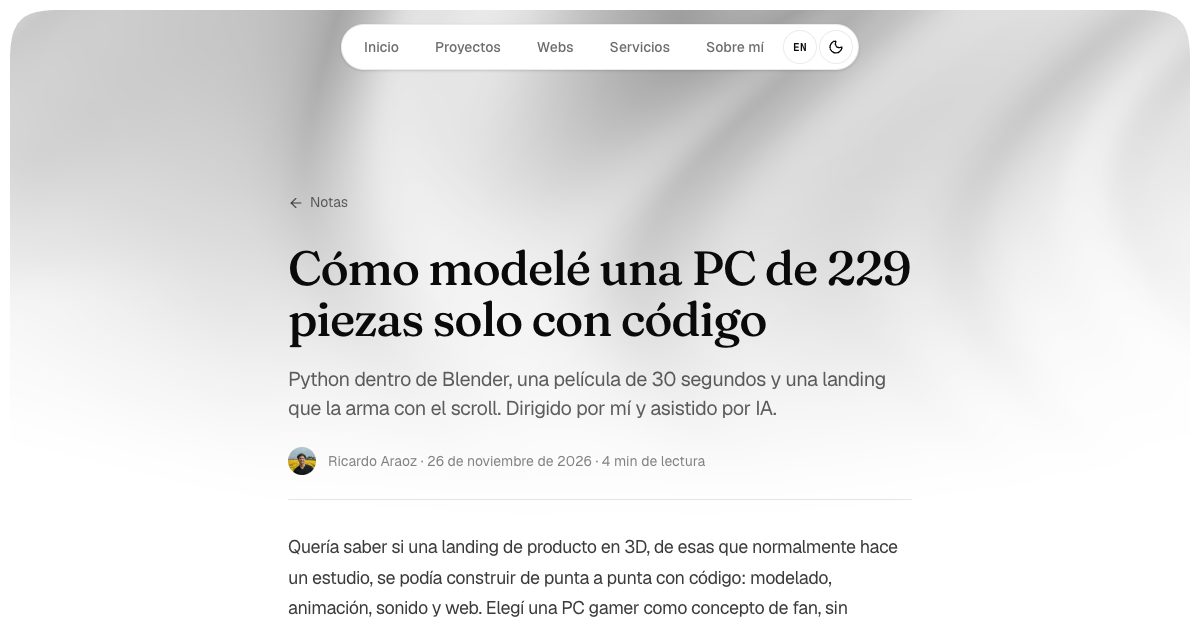 Inicio Proyectos Webs Servicios Sobre mí EN
← Notas
Cómo modelé una PC de 229
piezas solo con código
Python dentro de Blender, una película de 30 segundos y una landing
que la arma con el scroll. Dirigido por mí y asistido por IA.
Ricardo Araoz · 26 de noviembre de 2026 · 4 min de lectura
Quería saber si una landing de producto en 3D, de esas que normalmente hace
un estudio, se podía construir de punta a punta con código: modelado,
animación, sonido y web. Elegí una PC gamer como concepto de fan, sin